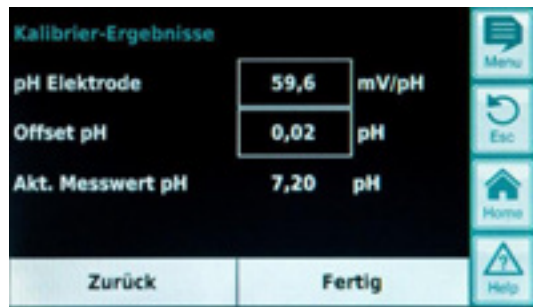 Kalibrier-Ergebnisse
Menu
pH Elektrode 59,6 mV/pH
Offset pH 0,02 pH
Esc
Akt. Messwert pH 7,20 pH
Home
Zurück Fertig
Help